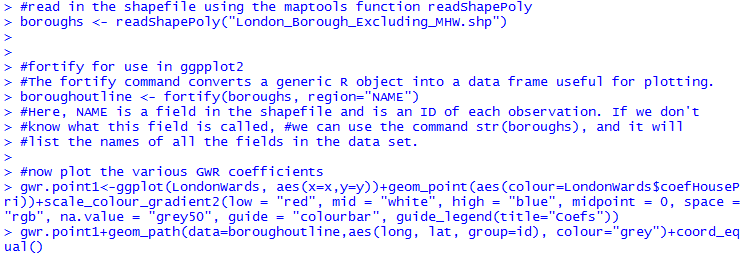 > #read in the shapefile using the maptools function readShapePoly
> boroughs <- readShapePoly("London_Borough_Excluding_MHW.shp")
>
>
> #fortify for use in ggpplot2
> #The fortify command converts a generic R object into a data frame useful for plotting.
> boroughoutline <- fortify(boroughs, region="NAME")
> #Here, NAME is a field in the shapefile and is an ID of each observation. If we don't
> #know what this field is called, #we can use the command str(boroughs), and it will
> #list the names of all the fields in the data set.
>
> #now plot the various GWR coefficients
> gwr.point1<-ggplot(LondonWards, aes(x=x,y=y))+geom_point(aes(colour=LondonWards$coefHouseP
ri))+scale_colour_gradient2(low = "red", mid = "white", high = "blue", midpoint = 0, space =
"rgb", na.value = "grey50", guide = "colourbar", guide_legend(title="Coefs"))
> gwr.point1+geom_path(data=boroughoutline,aes(long, lat, group=id), colour="grey")+coord_eq
ual()